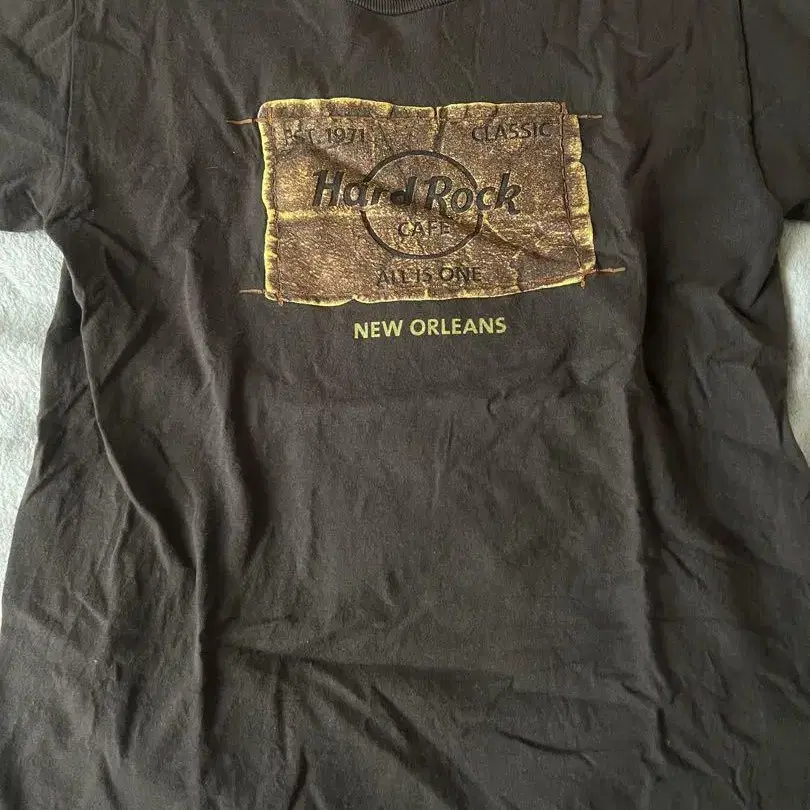 EST. 1971 CLASSIC
Hard Rock
CAFE
ALL IS ONE
NEW ORLEANS